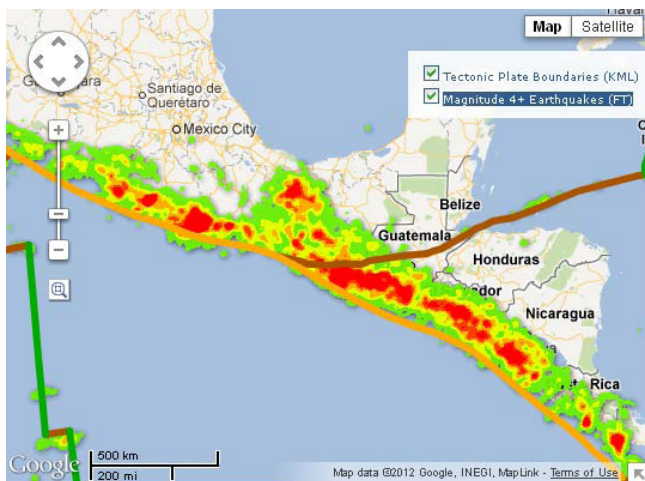 Map Satellite
Tectonic Plate Boundaries (KML)
Magnitude 4+ Earthquakes (FT)
Santiago de
Querétaro
Mexico City
Belize
Guatemala
Honduras
Nicaragua
Rica
500 km
200 mi
Google
Map data ©2012 Google, INEGI, MapLink - Terms of Use